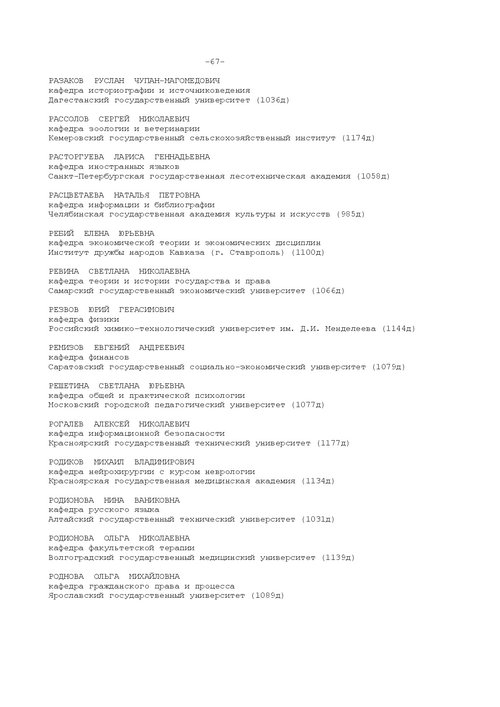 -67-
РАЗАКОВ РУСЛАН ЧУПАН-МАГОМЕДОВИЧ
кафедра историографии и источниковедения
Дагестанский государственный университет (1036д)
РАССОЛОВ СЕРГЕЙ НИКОЛАЕВИЧ
кафедра зоологии и ветеринарии
Кемеровский государственный сельскохозяйственный институт (1174д)
РАСТОРГУЕВА ЛАРИСА ГЕННАДЬЕВНА
кафедра иностранных языков
Санкт-Петербургская государственная лесотехническая академия (1058д)
РАСЦВЕТАЕВА НАТАЛЬЯ ПЕТРОВНА
кафедра информации и библиографии
Челябинская государственная академия культуры и искусств (985д)
РЕБИЙ ЕЛЕНА ЮРЬЕВНА
кафедра экономической теории и экономических дисциплин
Институт дружбы народов Кавказа (г. Ставрополь) (1100д)
РЕВИНА СВЕТЛАНА НИКОЛАЕВНА
кафедра теории и истории государства и права
Самарский государственный экономический университет (1066д)
РЕЗВОВ ЮРИЙ ГЕРАСИМОВИЧ
кафедра физики
Российский химико-технологический университет им. Д.И. Менделеева (1144д)
РЕМИЗОВ ЕВГЕНИЙ АНДРЕЕВИЧ
кафедра финансов
Саратовский государственный социально-экономический университет (1079д)
РЕШЕТИНА СВЕТЛАНА ЮРЬЕВНА
кафедра общей и практической психологии
Московский городской педагогический университет (1077д)
РОГАЛЕВ АЛЕКСЕЙ НИКОЛАЕВИЧ
кафедра информационной безопасности
Красноярский государственный технический университет (1177д)
РОДИКОВ МИХАИЛ ВЛАДИМИРОВИЧ
кафедра нейрохирургии с курсом неврологии
Красноярская государственная медицинская академия (1134д)
РОДИОНОВА НИНА ВАНИКОВНА
кафедра русского языка
Алтайский государственный технический университет (1031д)
РОДИОНОВА ОЛЬГА НИКОЛАЕВНА
кафедра факультетской терапии
Волгоградский государственный медицинский университет (1139д)
РОДНОВА ОЛЬГА МИХАЙЛОВНА
кафедра гражданского права и процесса
Ярославский государственный университет (1089д)